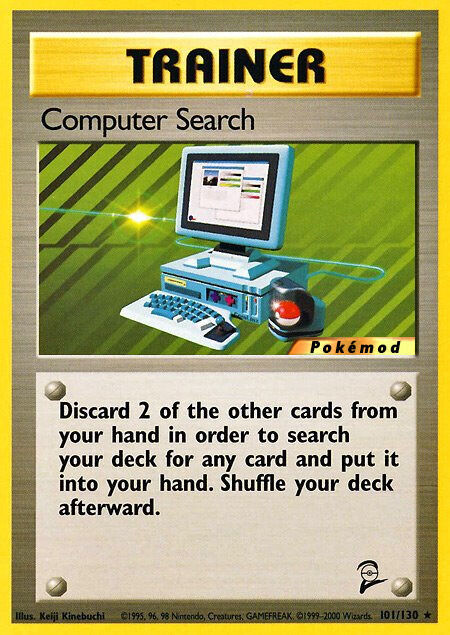 TRAINER
Computer Search
Pokémod
Discard 2 of the other cards from
your hand in order to search
your deck for any card and put it
into your hand. Shuffle your deck
afterward.
Illus. Keiji Kinebuchi ©1995, 96, 98 Nintendo, Creatures, GAMEFREAK. ©1999-2000 Wizards. 101/130 ★